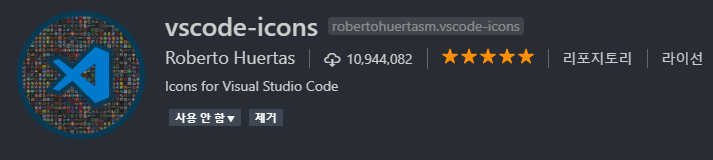 vscode-icons robertohuertasm.vscode-icons
Roberto Huertas 10,944,082 리포지토리 라이선
Icons for Visual Studio Code
사용 안 함 제거